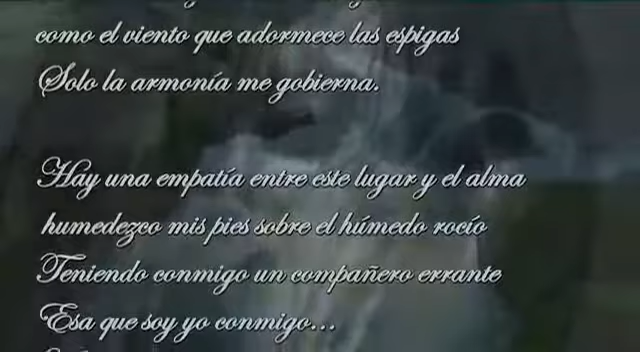 como el viento que adormece las espigas
Solo la armonía me gobierna.
Hay una empatía entre este lugar y el alma
humedezco mis pies sobre el húmedo rocío
Teniendo conmigo un compañero errante
Esa que soy yo conmigo...